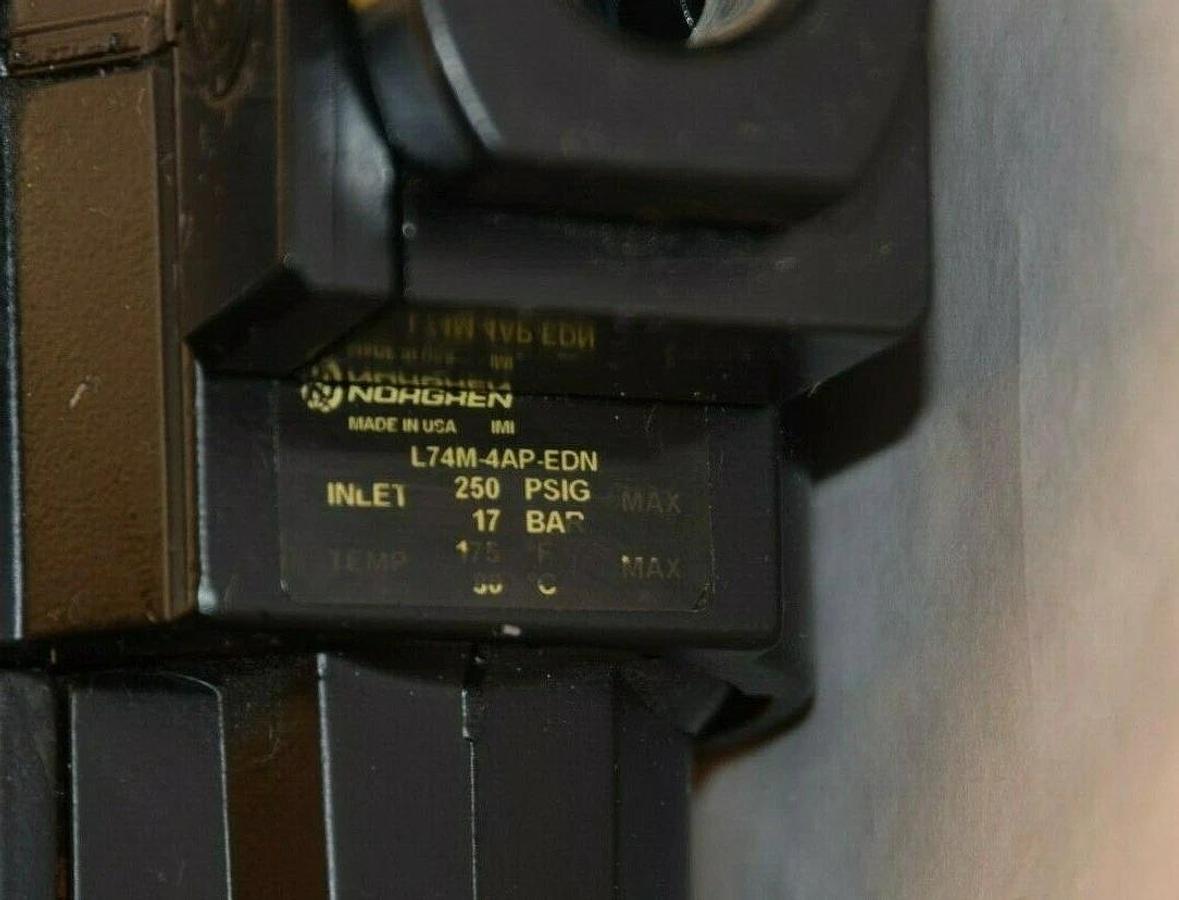 NORGREN
MADE IN USA IMI
L74M-4AP-EDN
INLET 250 PSIG MAX
17 BAR
TEMP 175 °F MAX
°C